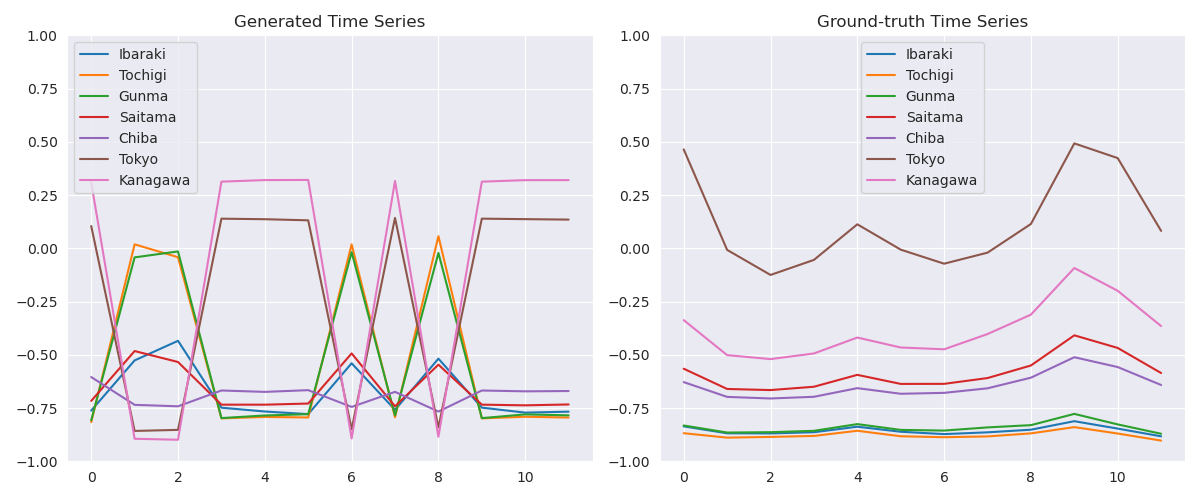 Generated Time Series
1.00
0.75
0.50
0.25
0.00
−0.25
−0.50
−0.75
−1.00
0 2 4 6 8 10
Ibaraki
Tochigi
Gunma
Saitama
Chiba
Tokyo
Kanagawa
Ground-truth Time Series
1.00
0.75
0.50
0.25
0.00
−0.25
−0.50
−0.75
−1.00
0 2 4 6 8 10
Ibaraki
Tochigi
Gunma
Saitama
Chiba
Tokyo
Kanagawa